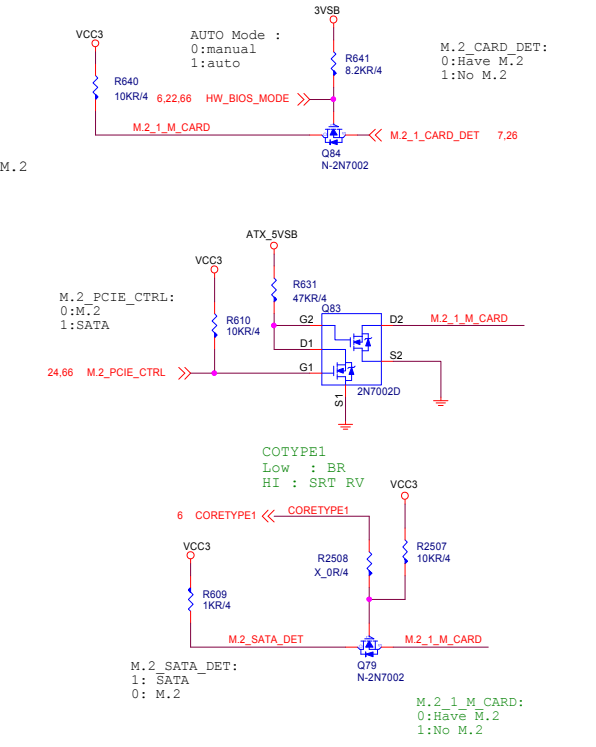 3VSB
VCC3
AUTO Mode :
0:manual
1:auto
R641
8.2KR/4
M.2_CARD_DET:
0:Have M.2
1:No M.2
R640
10KR/4
6,22,66 HW_BIOS_MODE
M.2_1_M_CARD
M.2_1_CARD_DET 7,26
Q84
N-2N7002
M.2
ATX_5VSB
VCC3
R631
47KR/4
M.2_PCIE_CTRL:
0:M.2
1:SATA
R610
10KR/4
Q83
G2
D2
M.2_1_M_CARD
D1
S2
24,66 M.2_PCIE_CTRL
G1
2N7002D
S1
COTYPE1
Low : BR
HI : SRT RV
VCC3
6 CORETYPE1
CORETYPE1
VCC3
R2508
X_0R/4
R2507
10KR/4
R609
1KR/4
M.2_SATA_DET
M.2_1_M_CARD
Q79
N-2N7002
M.2_SATA_DET:
1: SATA
0: M.2
M.2_1_M_CARD:
0:Have M.2
1:No M.2